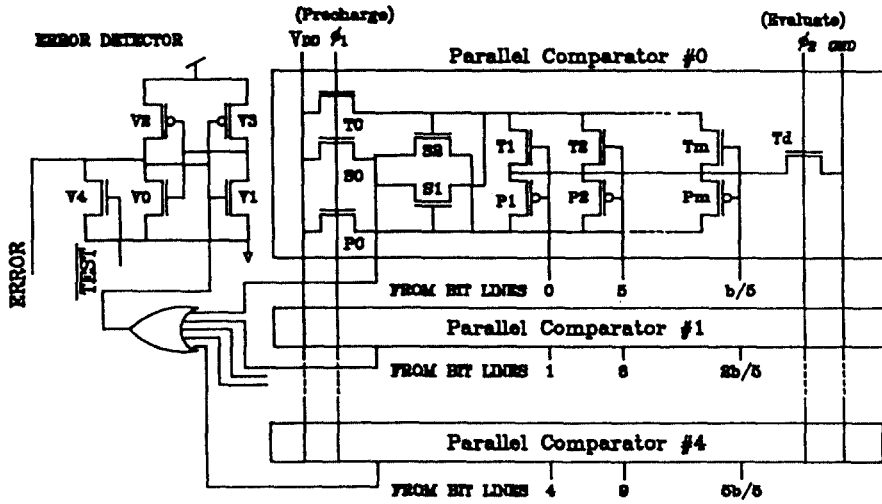 (Precharge)
(Evaluate)
ERROR DETECTOR
VDD ϕ1
ϕ2 GND
Parallel Comparator #0
V2
V3
T0
S2
T1
T2
Tm
Td
S0
V4
V0
V1
S1
P1
P2
Pm
P0
ERROR
TEST
FROM BIT LINES 0 5 b/5
Parallel Comparator #1
FROM BIT LINES 1 6 2b/5
Parallel Comparator #4
FROM BIT LINES 4 9 5b/5